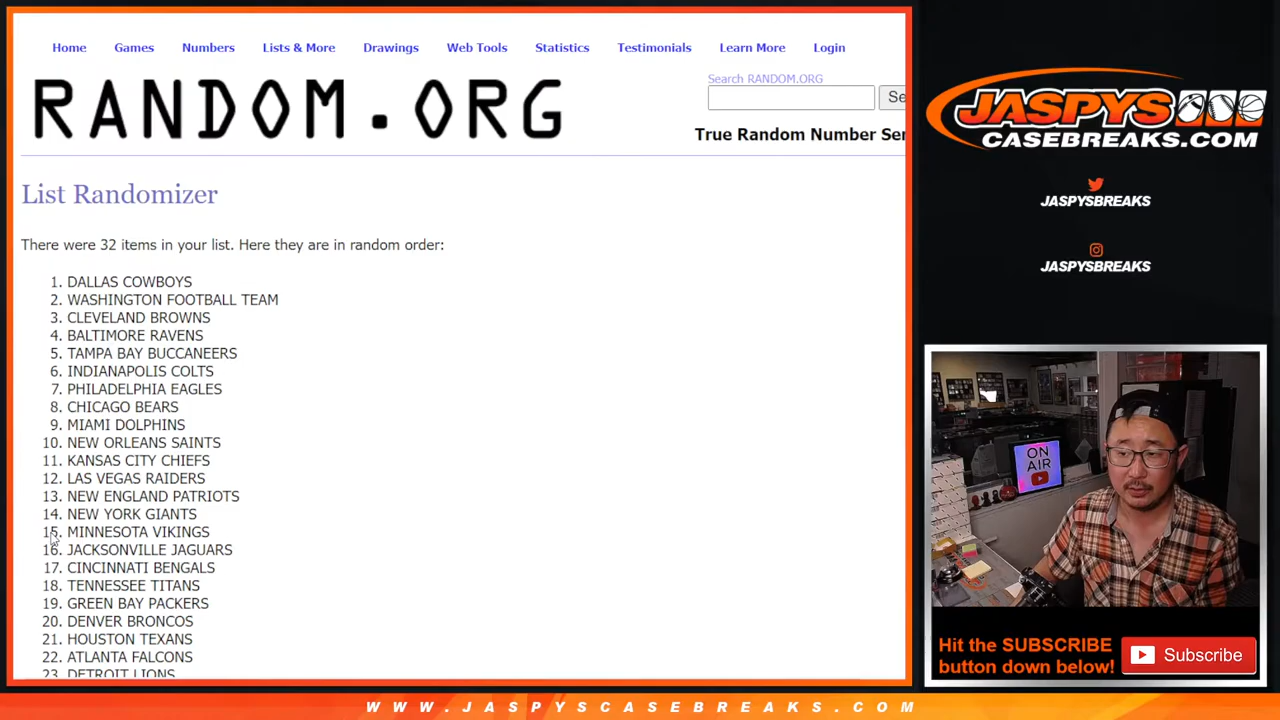 Home Games Numbers Lists & More Drawings Web Tools Statistics Testimonials Learn More Login
RANDOM.ORG
Search RANDOM.ORG
Se
True Random Number Ser
List Randomizer
There were 32 items in your list. Here they are in random order:
1. DALLAS COWBOYS
2. WASHINGTON FOOTBALL TEAM
3. CLEVELAND BROWNS
4. BALTIMORE RAVENS
5. TAMPA BAY BUCCANEERS
6. INDIANAPOLIS COLTS
7. PHILADELPHIA EAGLES
8. CHICAGO BEARS
9. MIAMI DOLPHINS
10. NEW ORLEANS SAINTS
11. KANSAS CITY CHIEFS
12. LAS VEGAS RAIDERS
13. NEW ENGLAND PATRIOTS
14. NEW YORK GIANTS
15. MINNESOTA VIKINGS
16. JACKSONVILLE JAGUARS
17. CINCINNATI BENGALS
18. TENNESSEE TITANS
19. GREEN BAY PACKERS
20. DENVER BRONCOS
21. HOUSTON TEXANS
22. ATLANTA FALCONS
23. DETROIT LIONS
JASPYS
CASEBREAKS.COM
JASPYSBREAKS
JASPYSBREAKS
ON
AIR
Hit the SUBSCRIBE
button down below!
Subscribe
WWW.JASPYSCASEBREAKS.COM